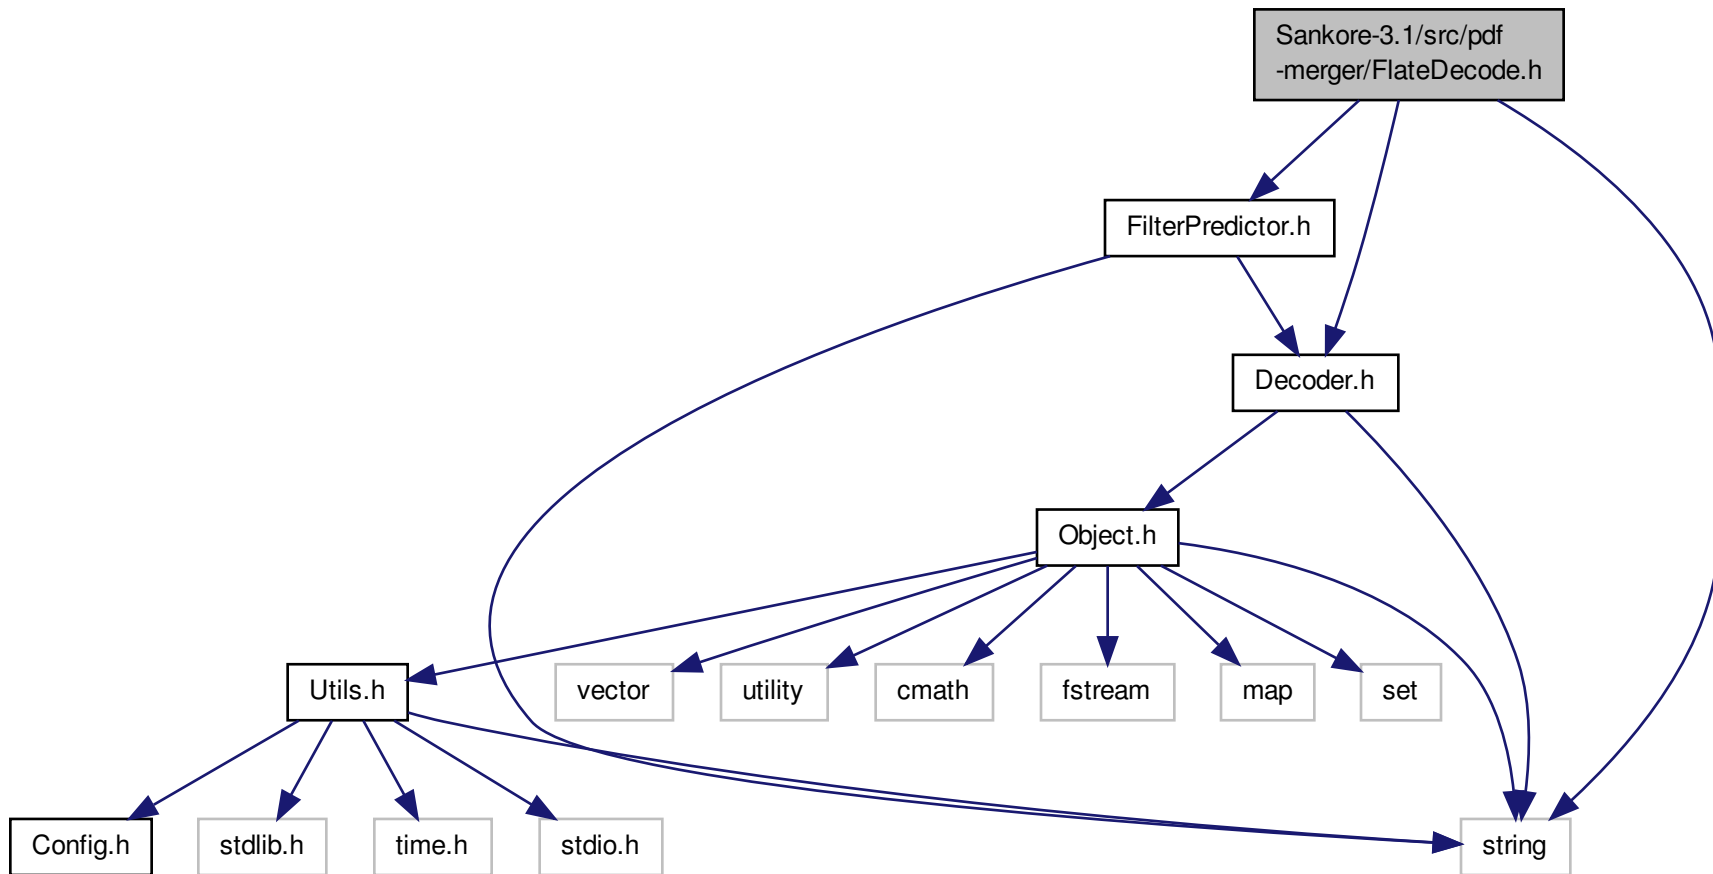 Sankore-3.1/src/pdf
-merger/FlateDecode.h
FilterPredictor.h
Decoder.h
Object.h
Utils.h
vector
utility
cmath
fstream
map
set
Config.h
stdlib.h
time.h
stdio.h
string